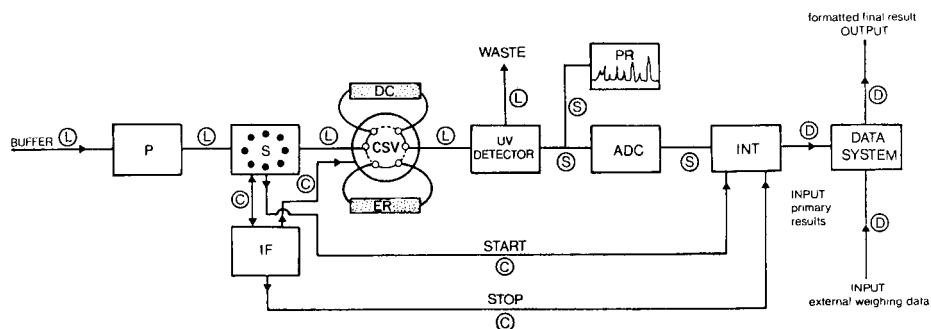 formatted final result
OUTPUT
WASTE
PR
DC
D
L
S
BUFFER
L
P
L
S
L
CSV
L
UV
DETECTOR
S
ADC
S
INT
D
DATA
SYSTEM
C
C
ER
INPUT
primary
results
D
IF
START
C
STOP
C
INPUT
external weighing data